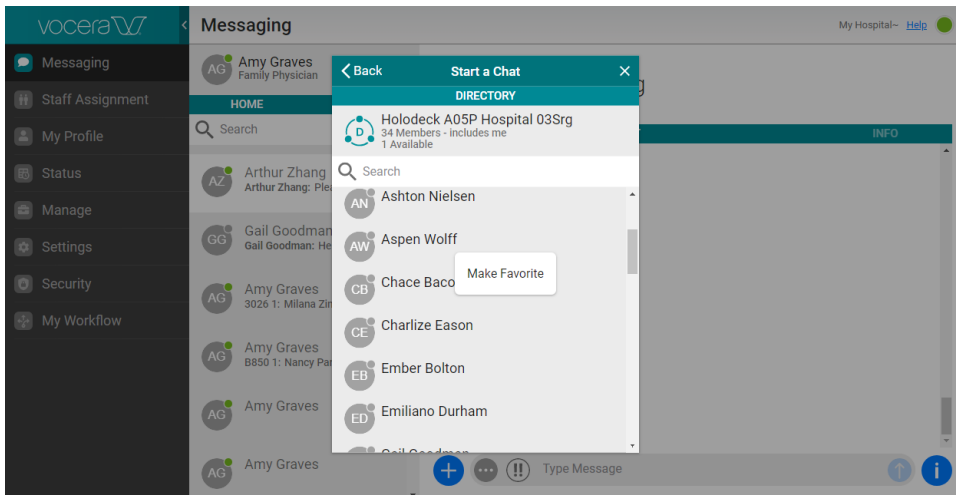 vocera
Messaging
My Hospital~ Help
Messaging
Staff Assignment
My Profile
Status
Manage
Settings
Security
My Workflow
AG Amy Graves
Family Physician
HOME
Search
AZ Arthur Zhang
Arthur Zhang: Ple
GG Gail Goodman
Gail Goodman: He
AG Amy Graves
3026 1: Milana Zin
AG Amy Graves
B850 1: Nancy Par
AG Amy Graves
AG Amy Graves
Back Start a Chat
DIRECTORY
D Holodeck A05P Hospital 03Srg
34 Members - includes me
1 Available
Search
AN Ashton Nielsen
AW Aspen Wolff
CB Chace Baco
Make Favorite
CE Charlize Eason
EB Ember Bolton
ED Emiliano Durham
INFO
Type Message